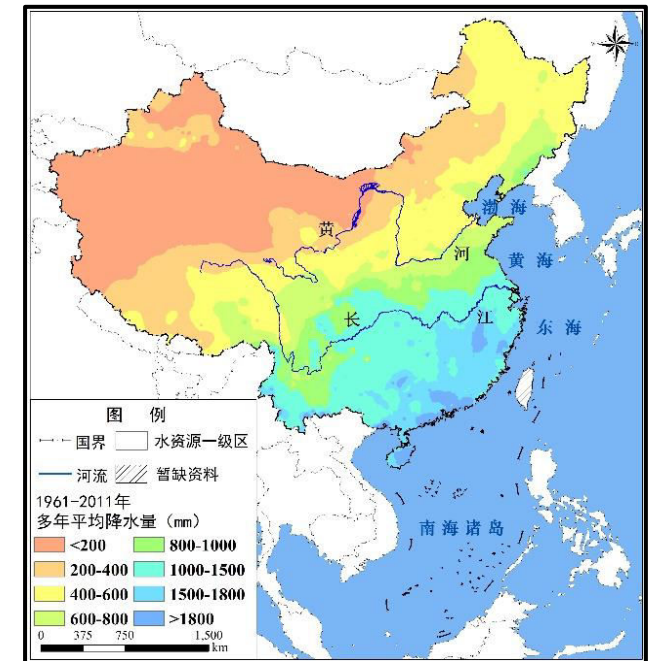 渤 海
黄
河
黄 海
长
江
东 海
南海诸岛
图 例
国界 水资源一级区
河流 暂缺资料
1961-2011年
多年平均降水量 (mm)
<200 800-1000
200-400 1000-1500
400-600 1500-1800
600-800 >1800
0 375 750 1,500
km